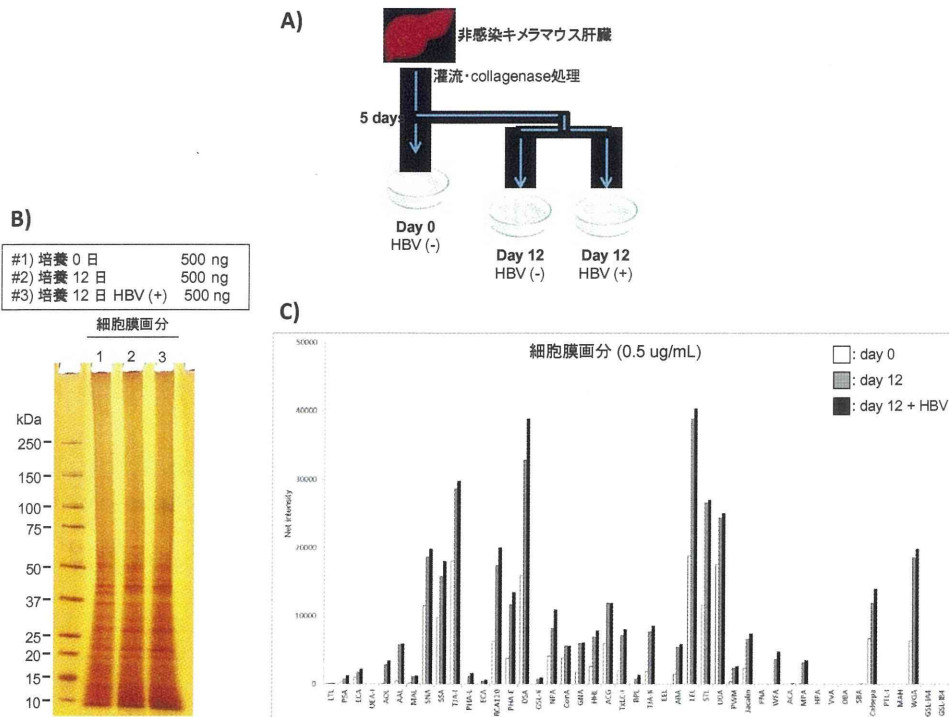 A)
非感染キメラマウス肝臓
灌流・collagenase処理
5 days
Day 0
HBV (-)
Day 12
HBV (-)
Day 12
HBV (+)
B)
#1) 培養 0 日 500 ng
#2) 培養 12 日 500 ng
#3) 培養 12 日 HBV (+) 500 ng
細胞膜画分
1 2 3
kDa
250
150
100
75
50
37
25
20
15
10
C)
細胞膜画分 (0.5 ug/mL)
: day 0
: day 12
: day 12 + HBV
Net intensity
50000
40000
30000
20000
10000
0
LTL PSA LCA UEA-I AOL AAL MAL SNA SSA TJA-I PHA-L ECA RCA120 PHA-E DSA GSL-II NPA ConA GNA HHL ACG TxLC-I BPL TJA-II EEL ABA LEL STL UDA PWM Jacalin PNA WFA ACA MPA HPA VVA DBA SBA Calsepa PTL-I MAH WGA GSL-IA4 GSL-IB4